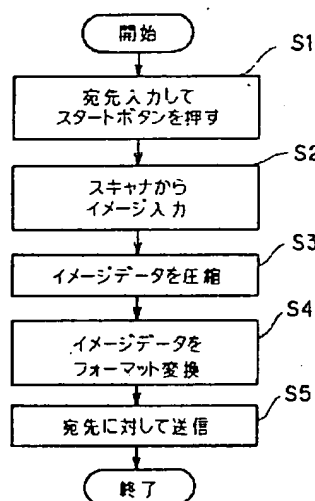 開始
S1
宛先入力して
スタートボタンを押す
S2
スキャナから
イメージ入力
S3
イメージデータを圧縮
S4
イメージデータを
フォーマット変換
S5
宛先に対して送信
終了